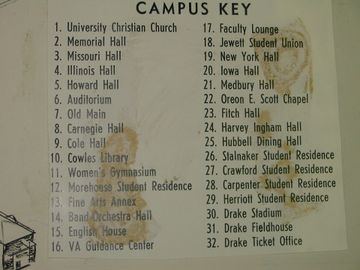 CAMPUS KEY
1. University Christian Church
2. Memorial Hall
3. Missouri Hall
4. Illinois Hall
5. Howard Hall
6. Auditorium
7. Old Main
8. Carnegie Hall
9. Cole Hall
10. Cowles Library
11. Women's Gymnasium
12. Morehouse Student Residence
13. Fine Arts Annex
14. Band-Orchestra Hall
15. English House
16. VA Guidance Center
17. Faculty Lounge
18. Jewett Student Union
19. New York Hall
20. Iowa Hall
21. Medbury Hall
22. Oreon E. Scott Chapel
23. Fitch Hall
24. Harvey Ingham Hall
25. Hubbell Dining Hall
26. Stalnaker Student Residence
27. Crawford Student Residence
28. Carpenter Student Residence
29. Herriott Student Residence
30. Drake Stadium
31. Drake Fieldhouse
32. Drake Ticket Office